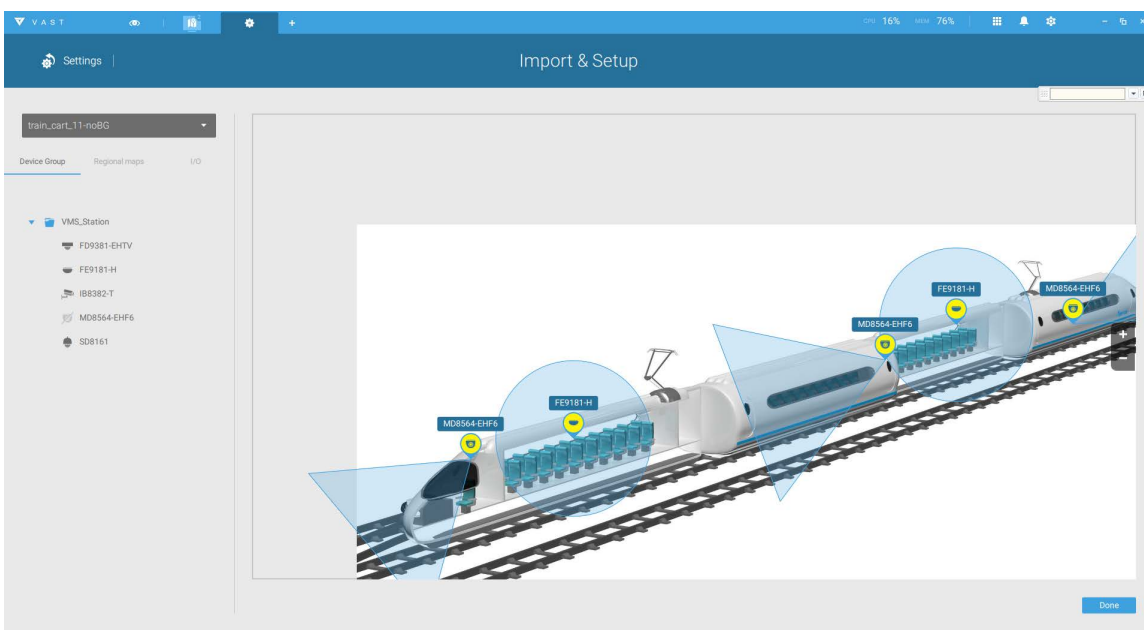 VAST
CPU 16% MEM 76%
Settings
Import & Setup
train_cart_11-noBG
Device Group Regional maps I/O
VMS_Station
FD9381-EHTV
FE9181-H
IB8382-T
MD8564-EHF6
SD8161
FE9181-H
MD8564-EHF6
MD8564-EHF6
FE9181-H
MD8564-EHF6
Done